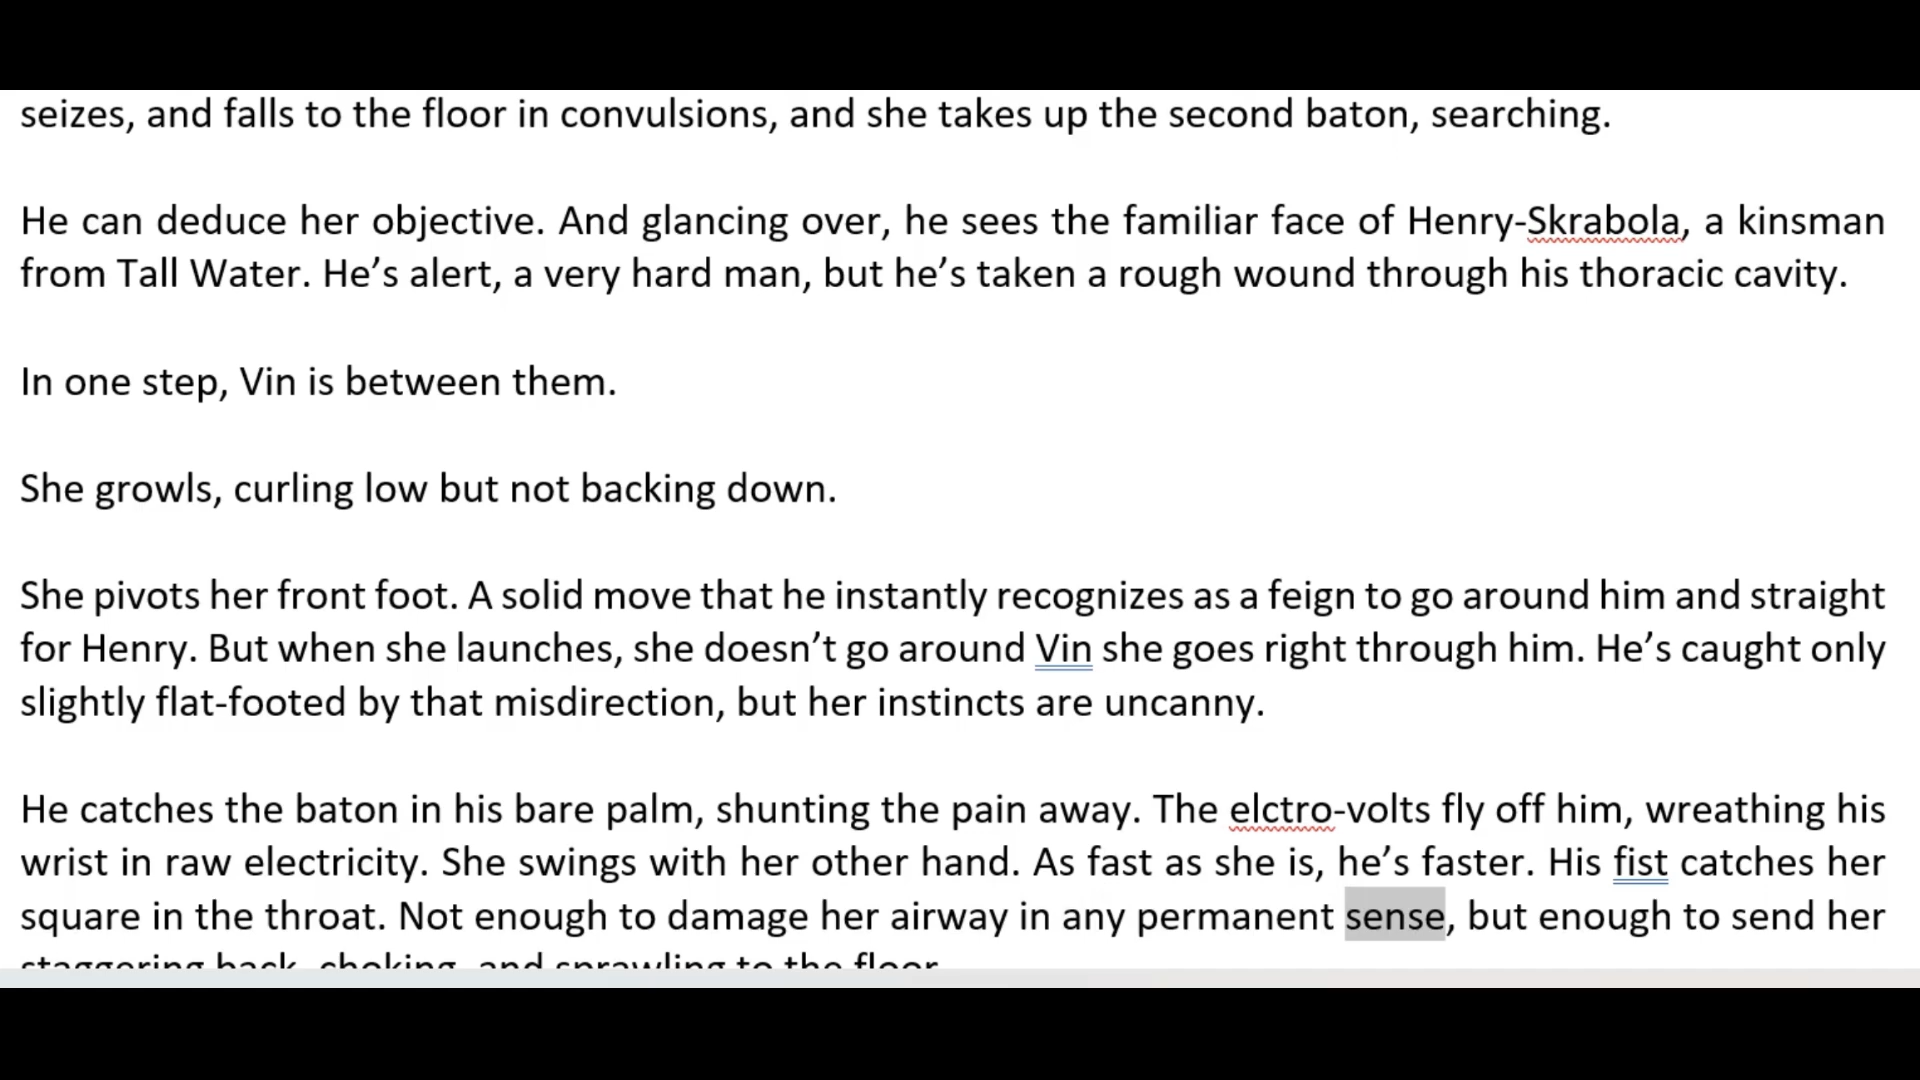 seizes, and falls to the floor in convulsions, and she takes up the second baton, searching.
He can deduce her objective. And glancing over, he sees the familiar face of Henry-Skrabola, a kinsman
from Tall Water. He’s alert, a very hard man, but he’s taken a rough wound through his thoracic cavity.
In one step, Vin is between them.
She growls, curling low but not backing down.
She pivots her front foot. A solid move that he instantly recognizes as a feign to go around him and straight
for Henry. But when she launches, she doesn’t go around Vin she goes right through him. He’s caught only
slightly flat-footed by that misdirection, but her instincts are uncanny.
He catches the baton in his bare palm, shunting the pain away. The elctro-volts fly off him, wreathing his
wrist in raw electricity. She swings with her other hand. As fast as she is, he’s faster. His fist catches her
square in the throat. Not enough to damage her airway in any permanent sense, but enough to send her
staggering back, choking, and sprawling to the floor.